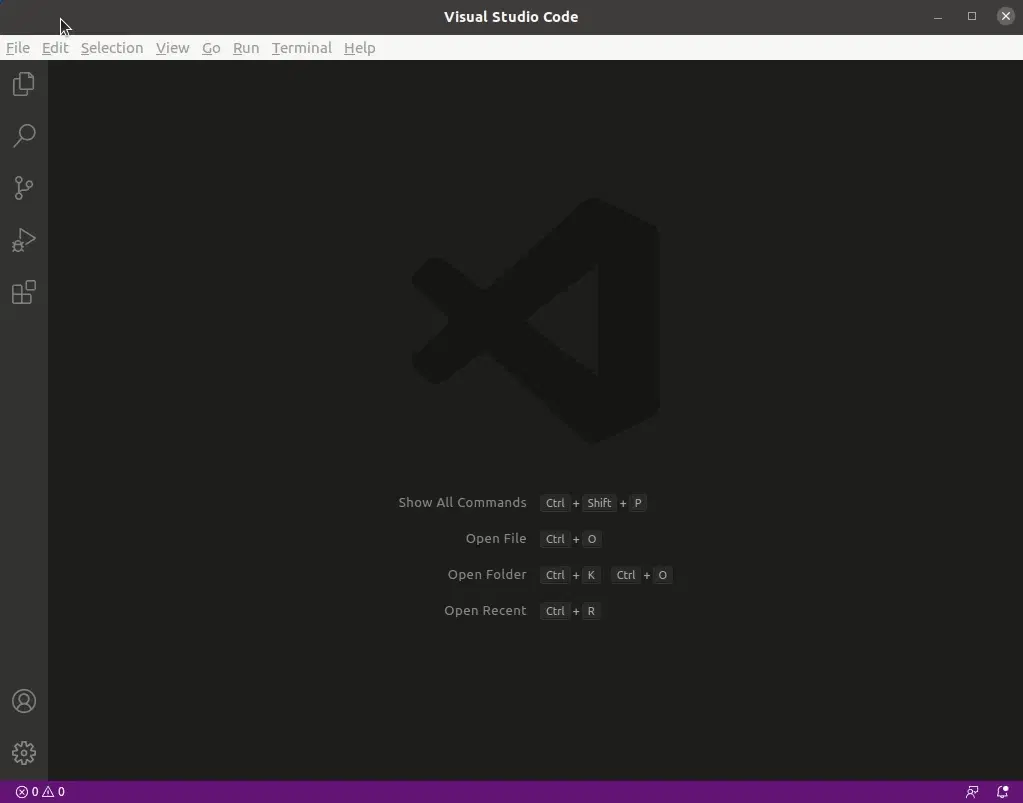 Visual Studio Code
File Edit Selection View Go Run Terminal Help
Show All Commands Ctrl + Shift + P
Open File Ctrl + O
Open Folder Ctrl + K Ctrl + O
Open Recent Ctrl + R
0 0